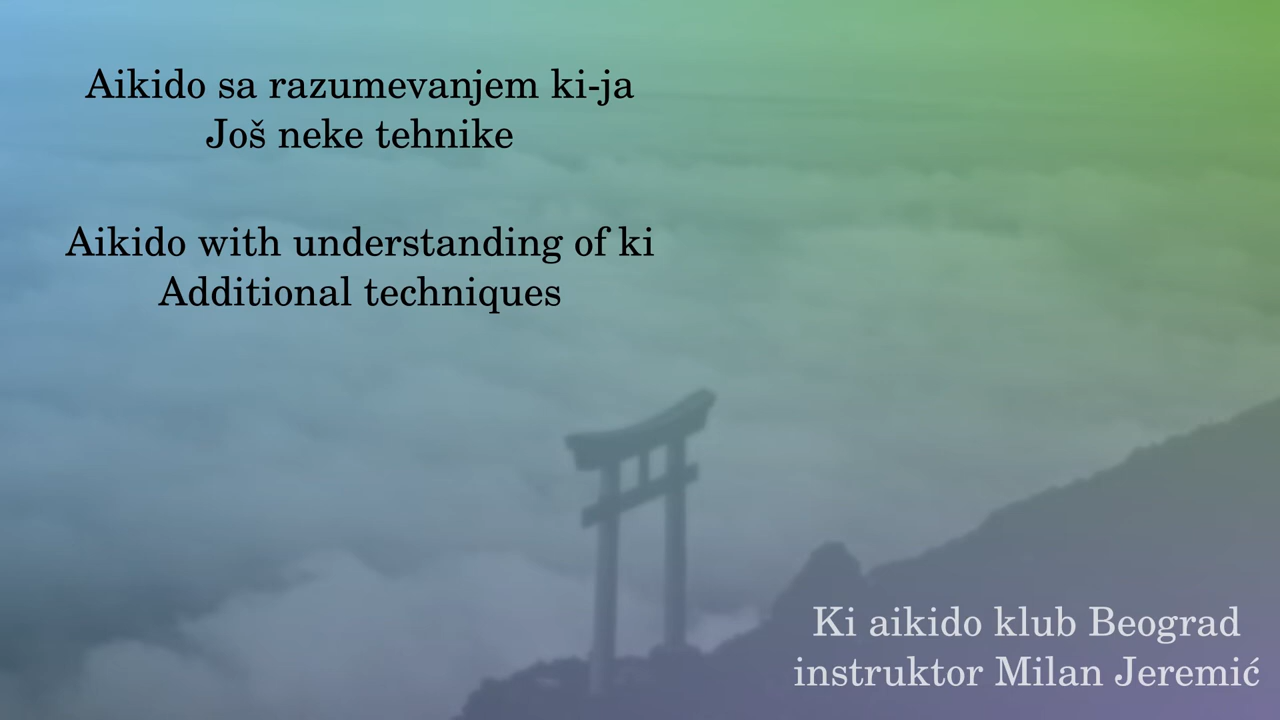 Aikido sa razumevanjem ki-ja
Još neke tehnike
Aikido with understanding of ki
Additional techniques
Ki aikido klub Beograd
instruktor Milan Jeremić